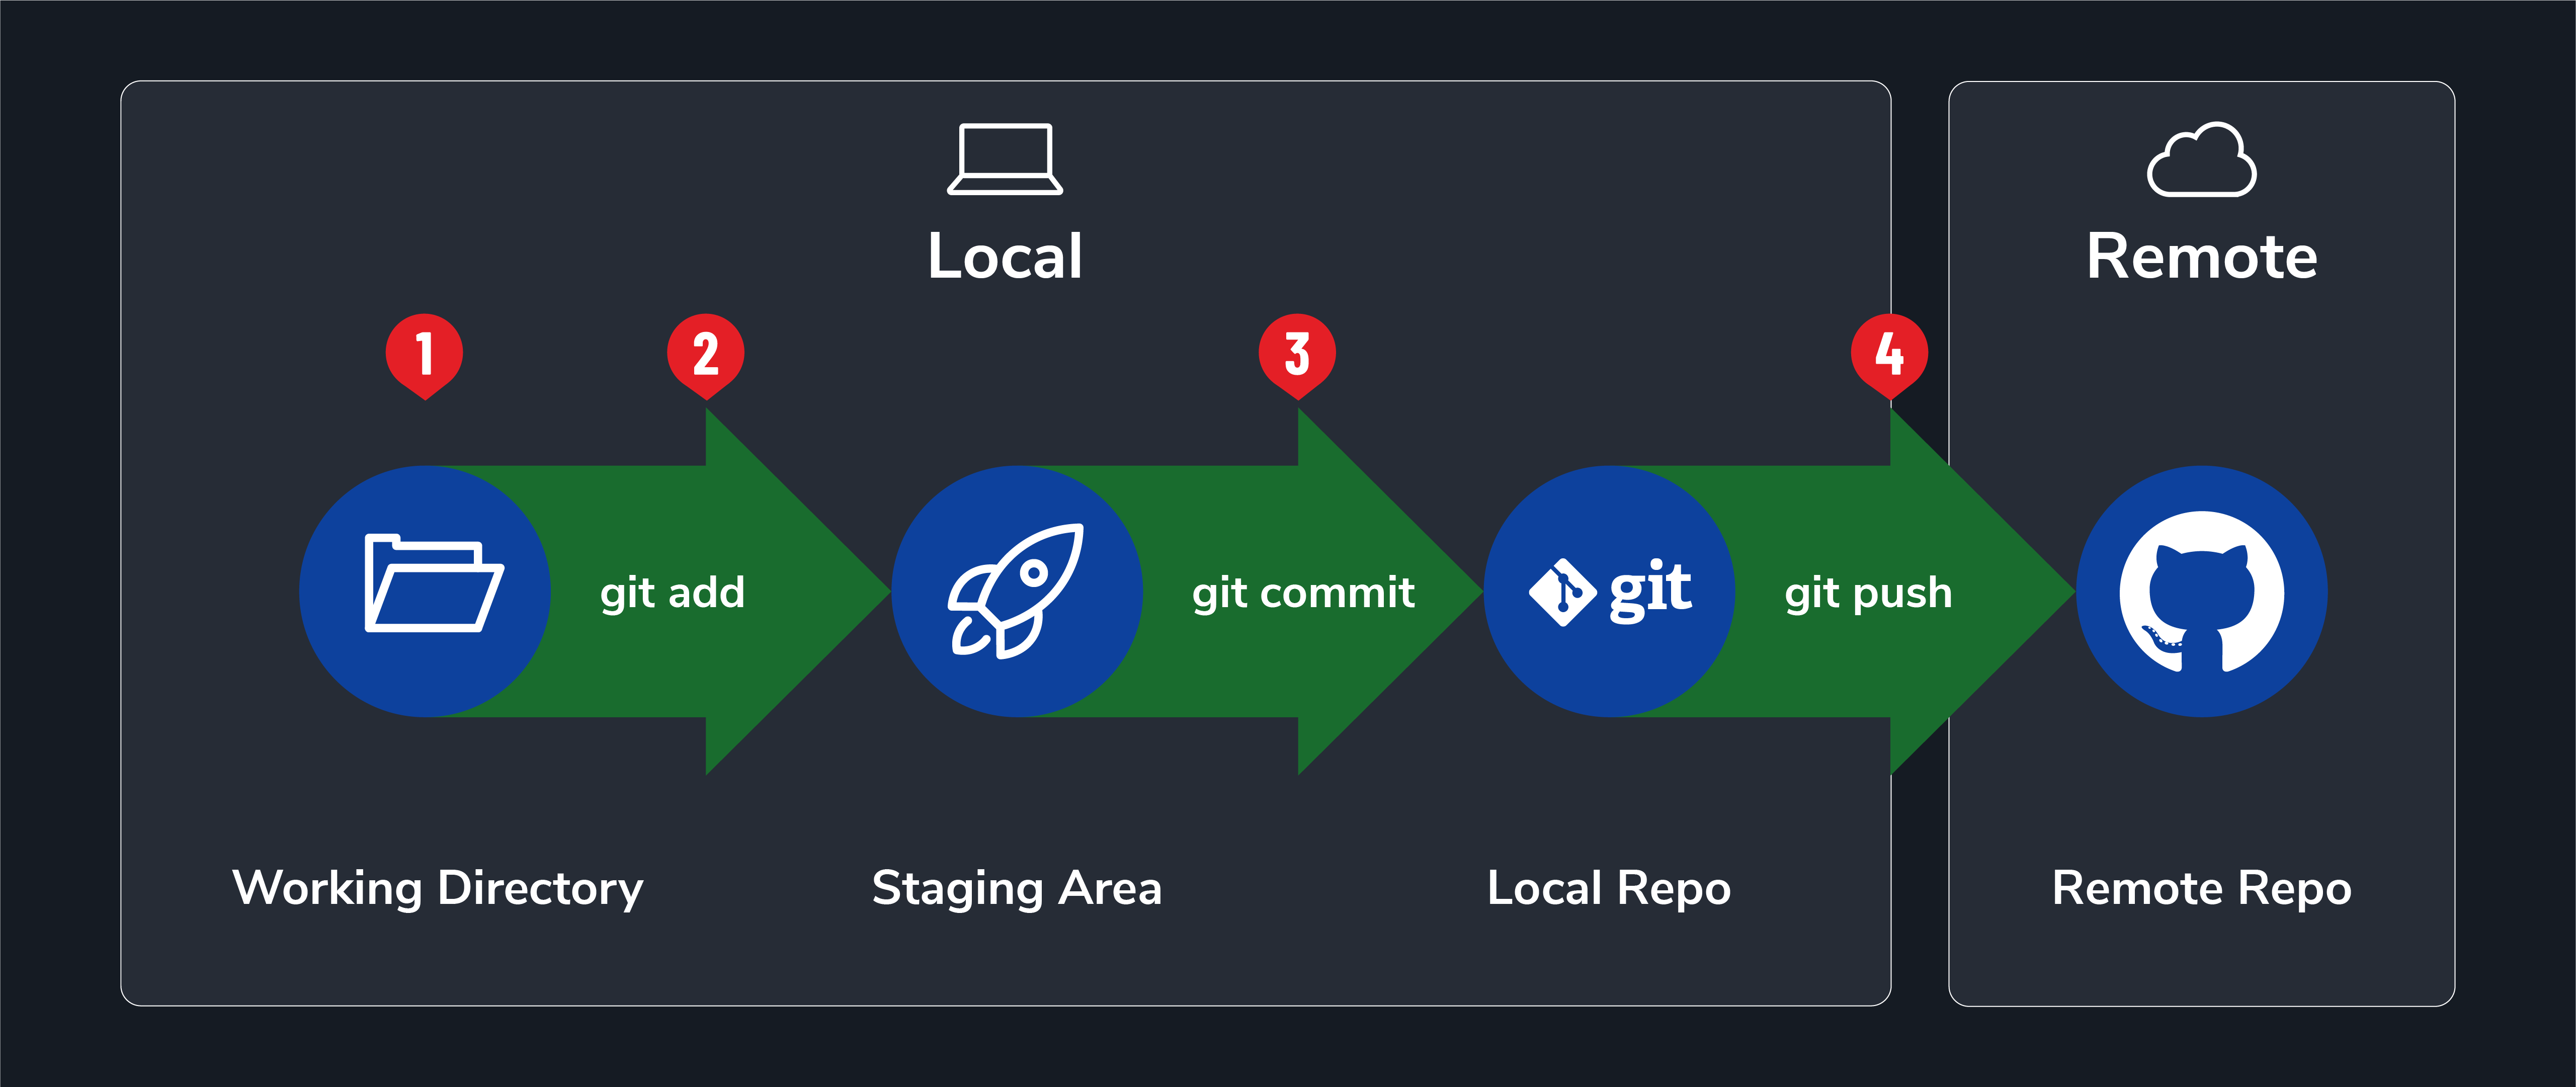 Local
Remote
1
2
3
4
git add
git commit
git
git push
Working Directory
Staging Area
Local Repo
Remote Repo